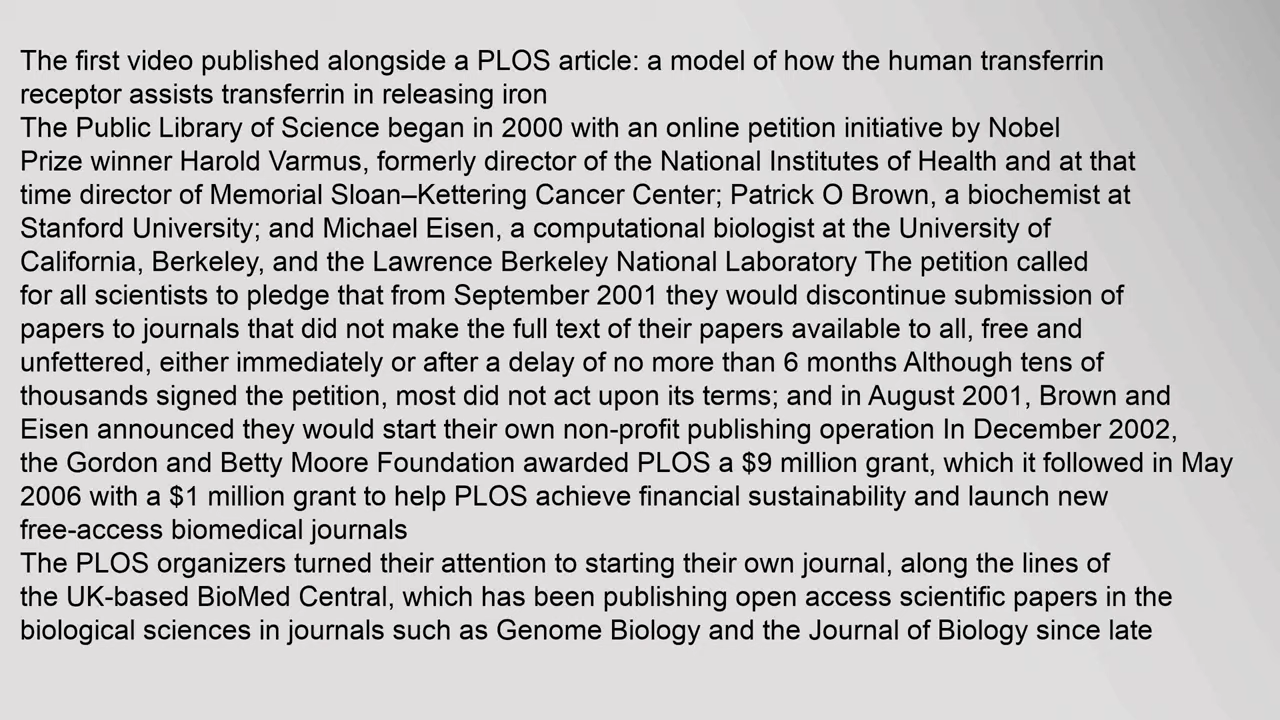 The first video published alongside a PLOS article: a model of how the human transferrin
receptor assists transferrin in releasing iron
The Public Library of Science began in 2000 with an online petition initiative by Nobel
Prize winner Harold Varmus, formerly director of the National Institutes of Health and at that
time director of Memorial Sloan–Kettering Cancer Center; Patrick O Brown, a biochemist at
Stanford University; and Michael Eisen, a computational biologist at the University of
California, Berkeley, and the Lawrence Berkeley National Laboratory The petition called
for all scientists to pledge that from September 2001 they would discontinue submission of
papers to journals that did not make the full text of their papers available to all, free and
unfettered, either immediately or after a delay of no more than 6 months Although tens of
thousands signed the petition, most did not act upon its terms; and in August 2001, Brown and
Eisen announced they would start their own non-profit publishing operation In December 2002,
the Gordon and Betty Moore Foundation awarded PLOS a $9 million grant, which it followed in May
2006 with a $1 million grant to help PLOS achieve financial sustainability and launch new
free-access biomedical journals
The PLOS organizers turned their attention to starting their own journal, along the lines of
the UK-based BioMed Central, which has been publishing open access scientific papers in the
biological sciences in journals such as Genome Biology and the Journal of Biology since late